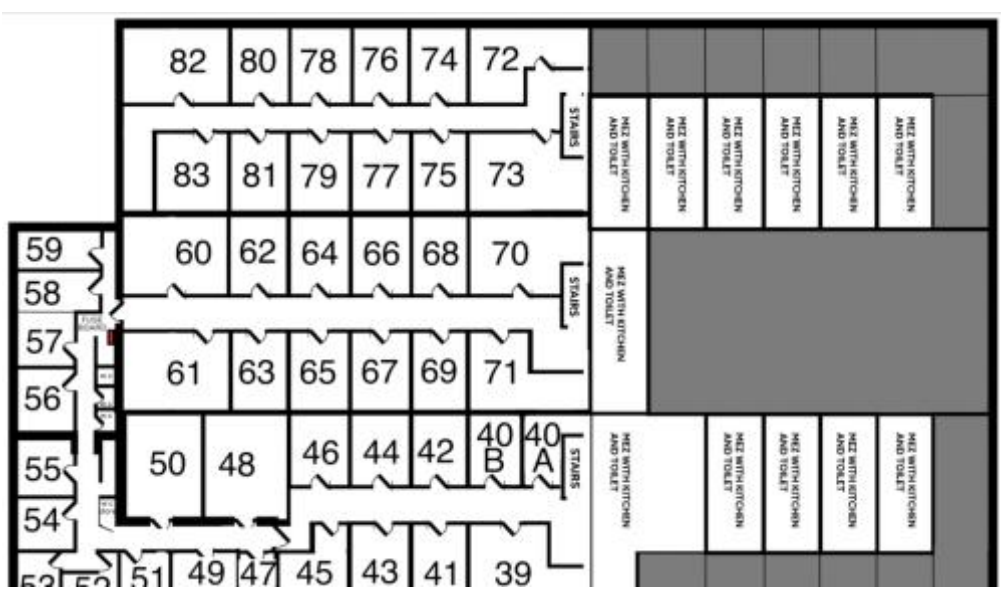 82 80 78 76 74 72
STAIRS
MEZ WITH KITCHEN
AND TOILET
MEZ WITH KITCHEN
AND TOILET
MEZ WITH KITCHEN
AND TOILET
MEZ WITH KITCHEN
AND TOILET
MEZ WITH KITCHEN
AND TOILET
MEZ WITH KITCHEN
AND TOILET
83 81 79 77 75 73
59 60 62 64 66 68 70
58
STAIRS
MEZ WITH KITCHEN
AND TOILET
FUSE
BOARD
57 61 63 65 67 69 71
56
50 48 46 44 42 40 40
B A
STAIRS
MEZ WITH KITCHEN
AND TOILET
MEZ WITH KITCHEN
AND TOILET
MEZ WITH KITCHEN
AND TOILET
MEZ WITH KITCHEN
AND TOILET
MEZ WITH KITCHEN
AND TOILET
55
54
53 52 51 49 47 45 43 41 39